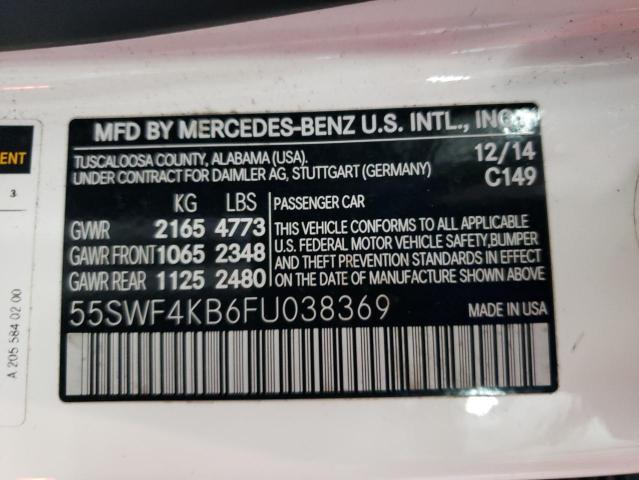 MFD BY MERCEDES-BENZ U.S. INTL., INC.
TUSCALOOSA COUNTY, ALABAMA (USA).
UNDER CONTRACT FOR DAIMLER AG, STUTTGART (GERMANY)
12/14
C149
KG LBS
GVWR 2165 4773
GAWR FRONT 1065 2348
GAWR REAR 1125 2480
PASSENGER CAR
THIS VEHICLE CONFORMS TO ALL APPLICABLE
U.S. FEDERAL MOTOR VEHICLE SAFETY, BUMPER
AND THEFT PREVENTION STANDARDS IN EFFECT
ON THE DATE OF MANUFACTURE SHOWN ABOVE.
55SWF4KB6FU038369
MADE IN USA
3
A 205 584 02 00